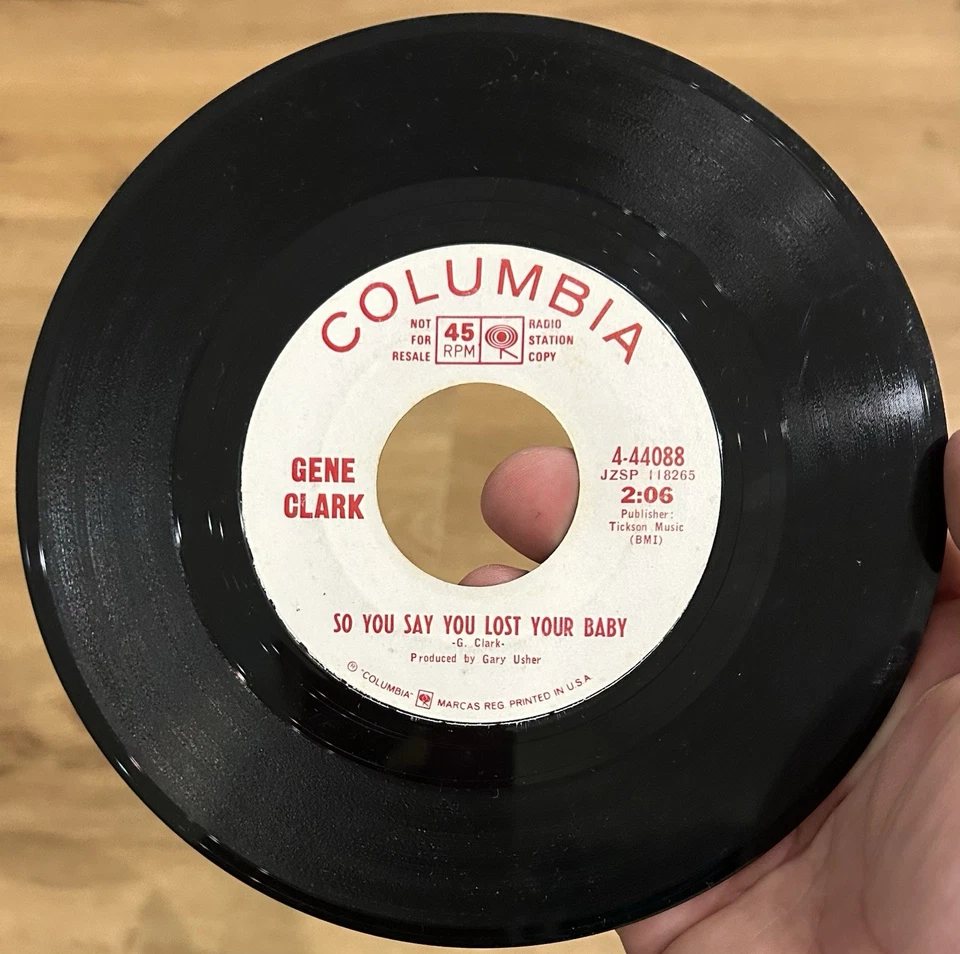 COLUMBIA
NOT
FOR
RESALE
45
RPM
RADIO
STATION
COPY
GENE
CLARK
4-44088
JZSP 118265
2:06
Publisher:
Tickson Music
(BMI)
SO YOU SAY YOU LOST YOUR BABY
-G. Clark-
Produced by Gary Usher
"COLUMBIA" MARCAS REG. PRINTED IN U.S.A.